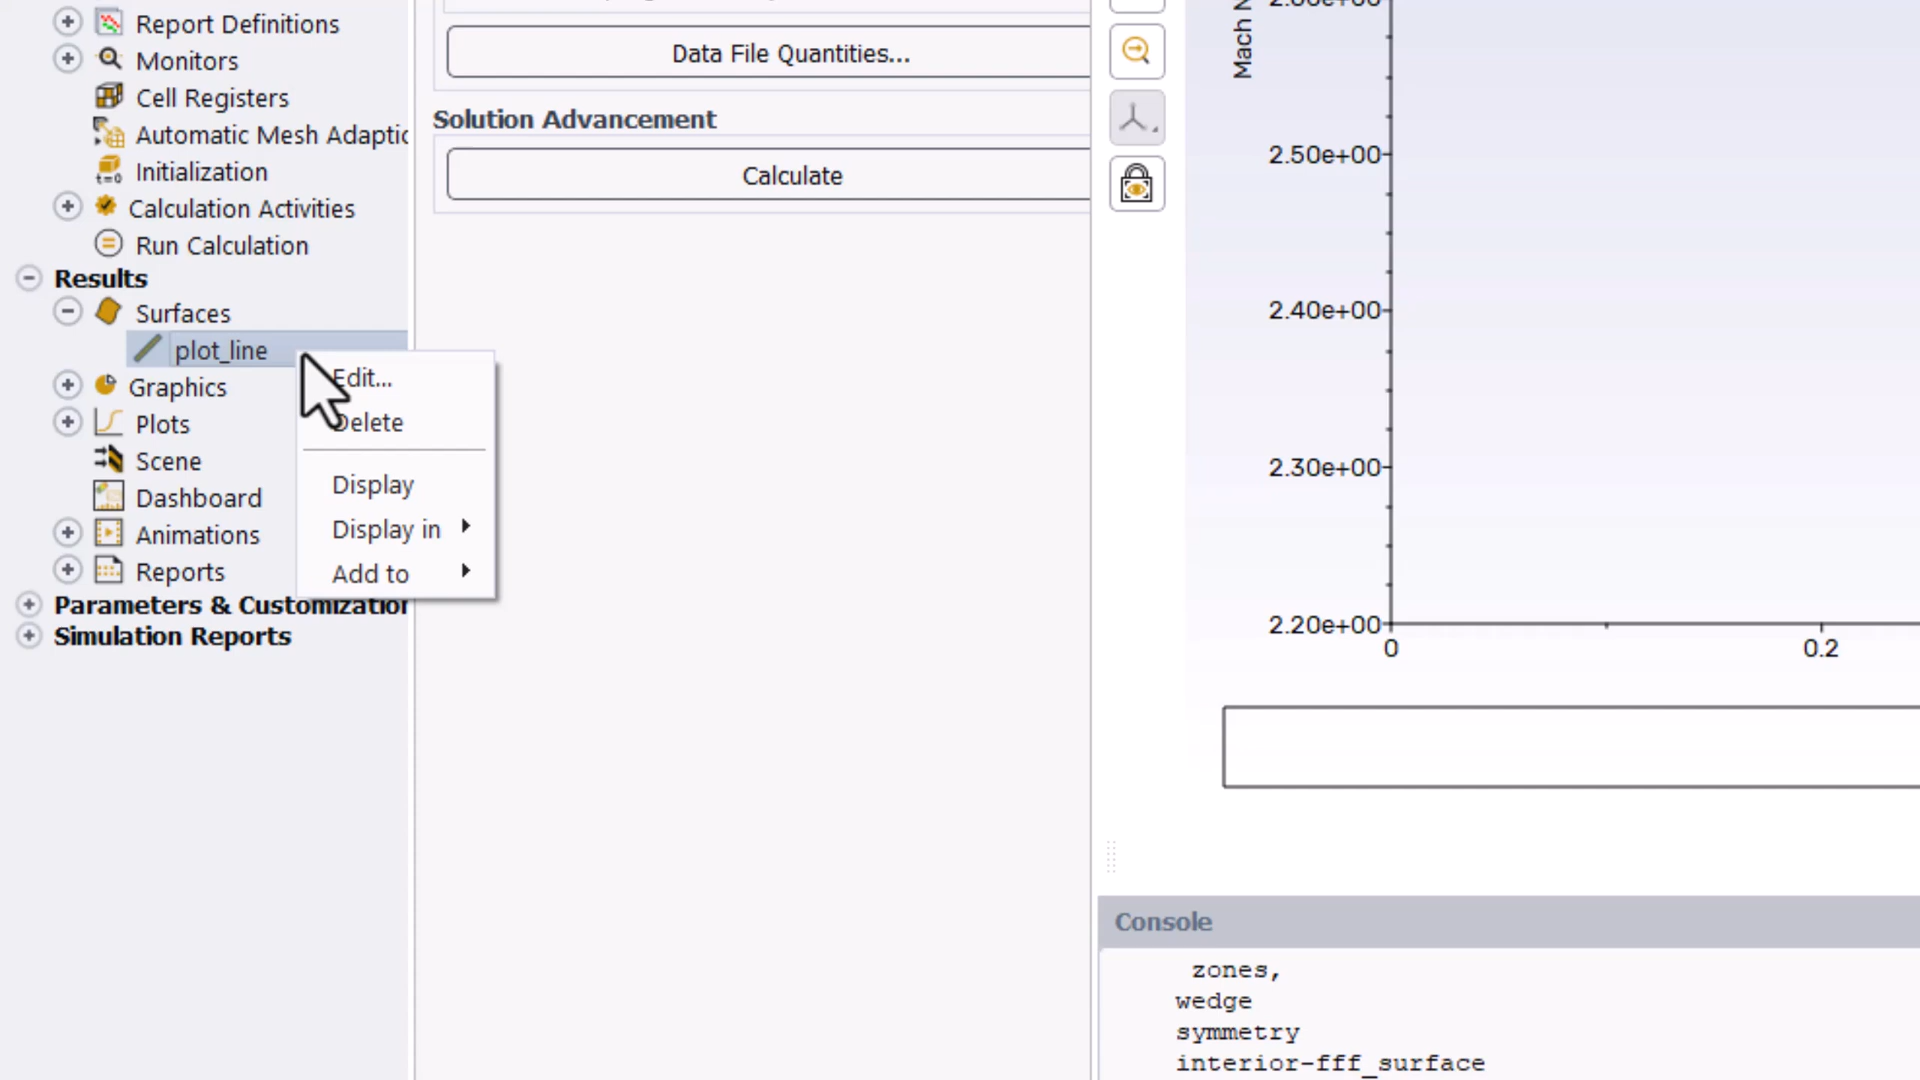 Report Definitions
Monitors
Cell Registers
Automatic Mesh Adaptic
Initialization
Calculation Activities
Run Calculation
Results
Surfaces
plot_line
Graphics
Plots
Scene
Dashboard
Animations
Reports
Parameters & Customization
Simulation Reports
Edit...
Delete
Display
Display in
Add to
Data File Quantities...
Solution Advancement
Calculate
Mach N
2.50e+00
2.40e+00
2.30e+00
2.20e+00
0
0.2
Console
zones,
wedge
symmetry
interior-fff_surface